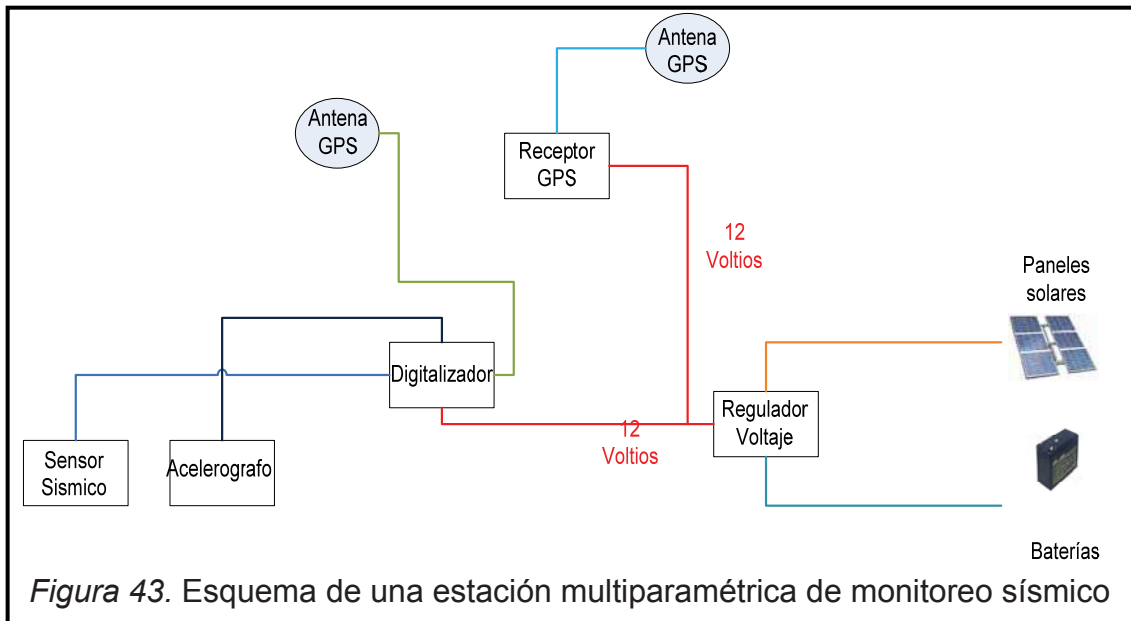 Antena
GPS
Antena
GPS
Receptor
GPS
12
Voltios
Paneles
solares
Digitalizador
Regulador
Voltaje
12
Voltios
Sensor
Sismico
Acelerografo
Baterías
Figura 43. Esquema de una estación multiparamétrica de monitoreo sísmico